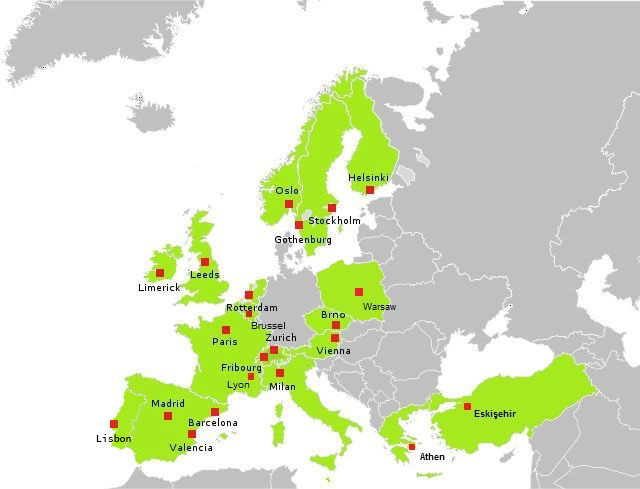 Helsinki
Oslo
Stockholm
Gothenburg
Leeds
Limerick
Rotterdam
Warsaw
Brussel
Brno
Paris
Zurich
Vienna
Fribourg
Lyon
Milan
Madrid
Barcelona
Eskişehir
Lisbon
Valencia
Athen